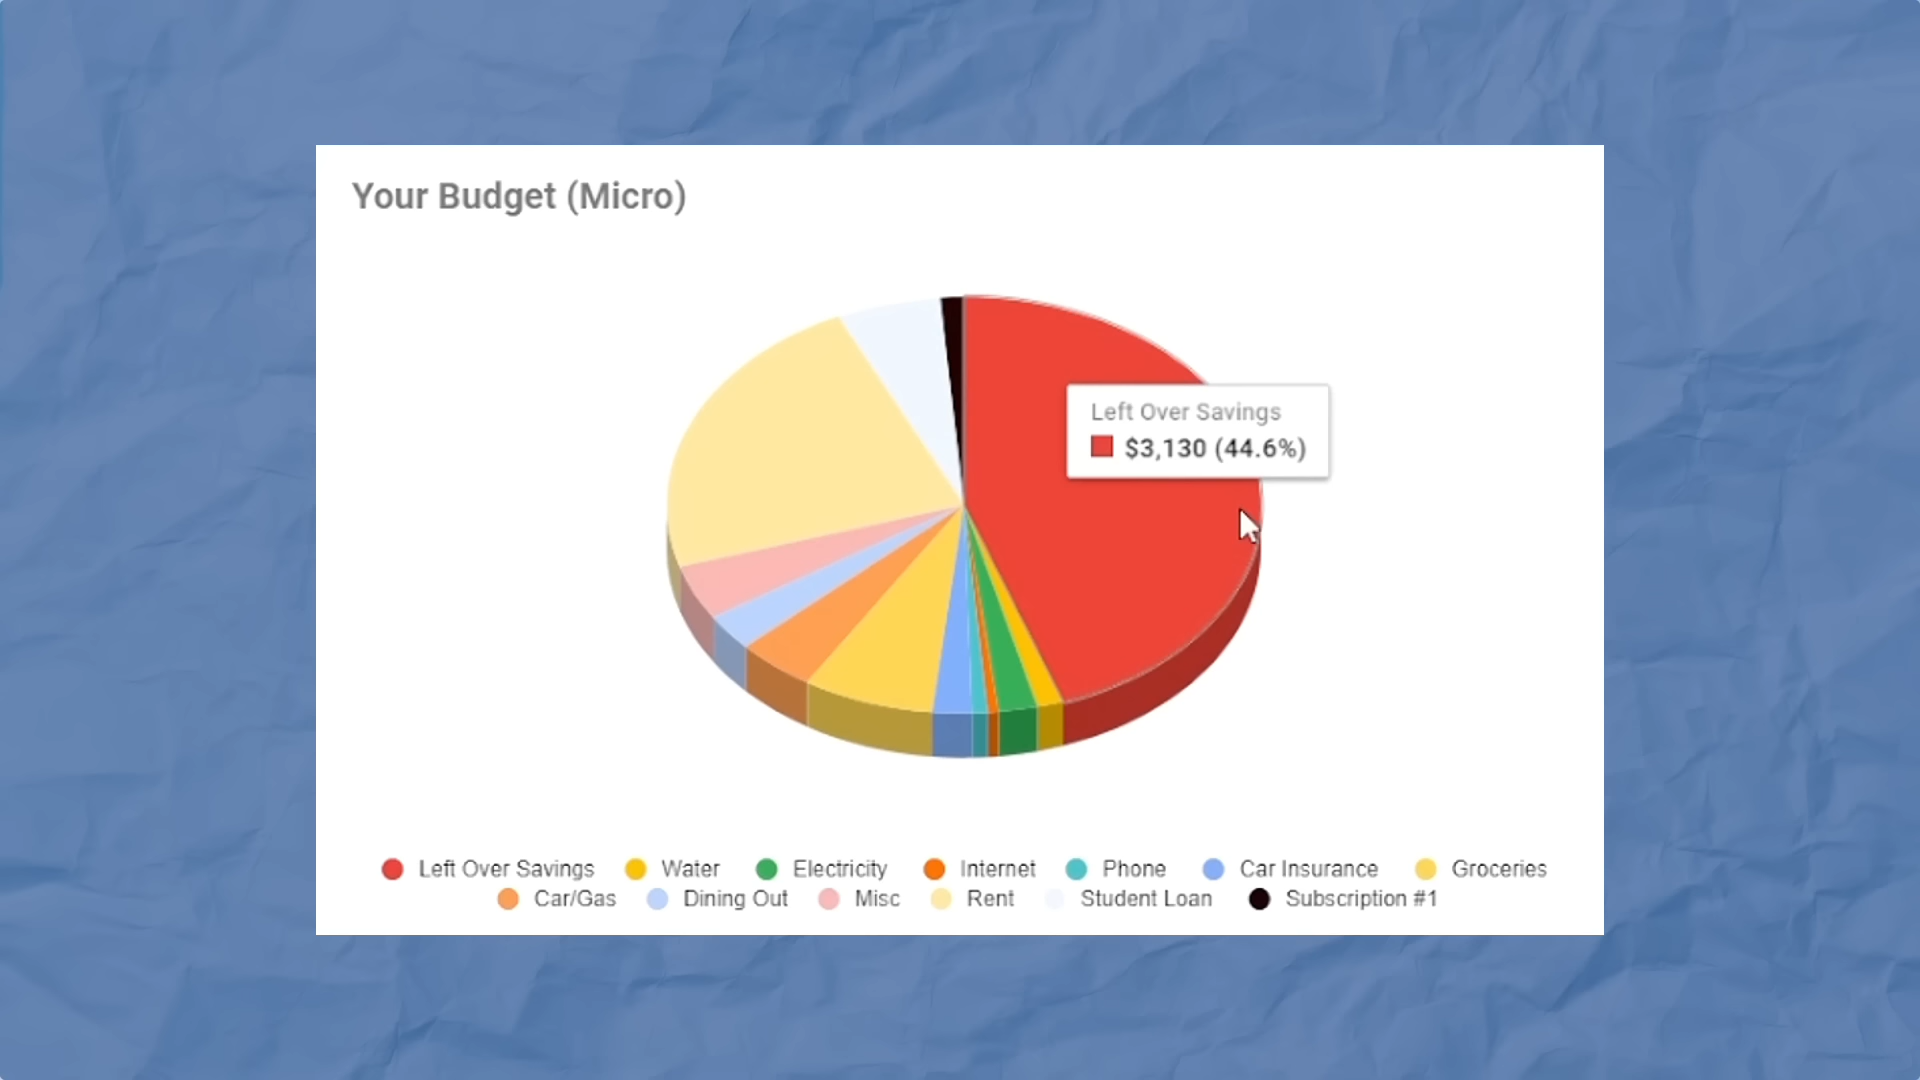 Your Budget (Micro)
Left Over Savings
$3,130 (44.6%)
Left Over Savings Water Electricity Internet Phone Car Insurance Groceries
Car/Gas Dining Out Misc Rent Student Loan Subscription #1